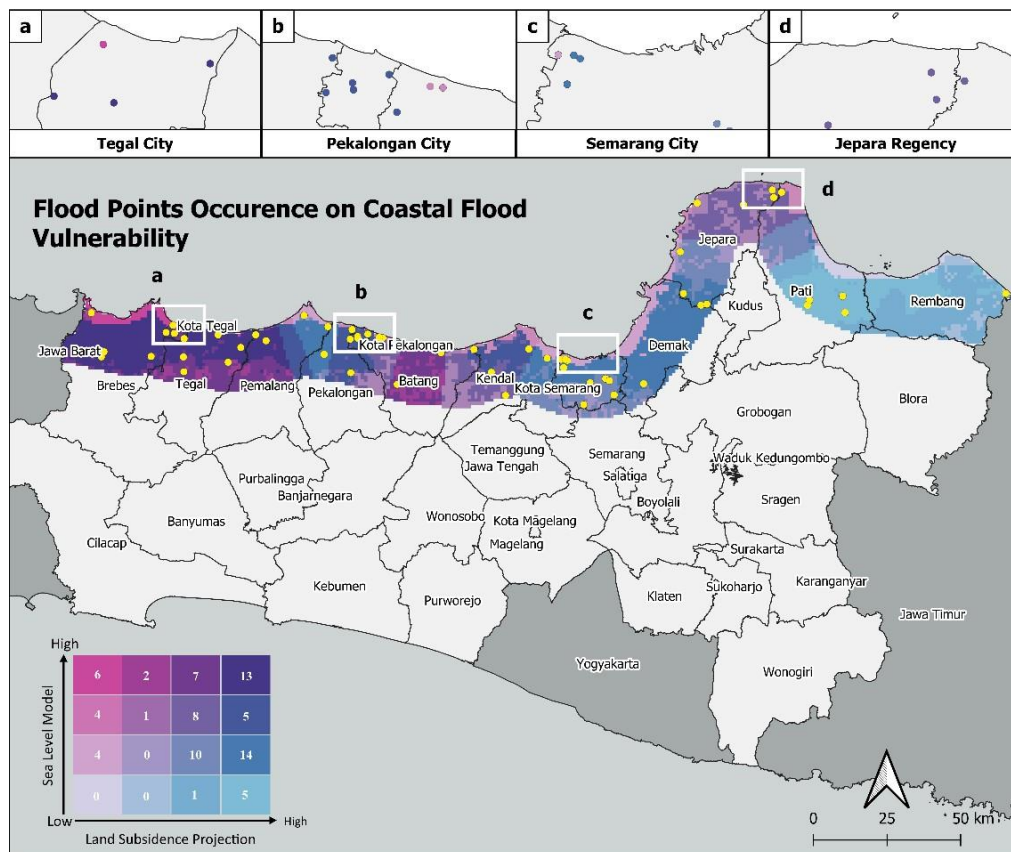 a
b
c
d
Tegal City
Pekalongan City
Semarang City
Jepara Regency
Flood Points Occurence on Coastal Flood
Vulnerability
d
a
b
c
Jepara
Kudus
Pati
Rembang
Kota Tegal
Jawa Barat
Brebes
Tegal
Pemalang
Pekalongan
Kota Pekalongan
Batang
Kendal
Kota Semarang
Demak
Grobogan
Blora
Temanggung
Jawa Tengah
Semarang
Salatiga
Boyolali
Waduk Kedungombo
Sragen
Purbalingga
Banjarnegara
Banyumas
Wonosobo
Kota Magelang
Magelang
Cilacap
Kebumen
Purworejo
Klaten
Surakarta
Sukoharjo
Karanganyar
Jawa Timur
Yogyakarta
Wonogiri
High
6 2 7 13
4 1 8 5
4 0 10 14
0 0 1 5
Sea Level Model
Low
High
Land Subsidence Projection
0 25 50 km